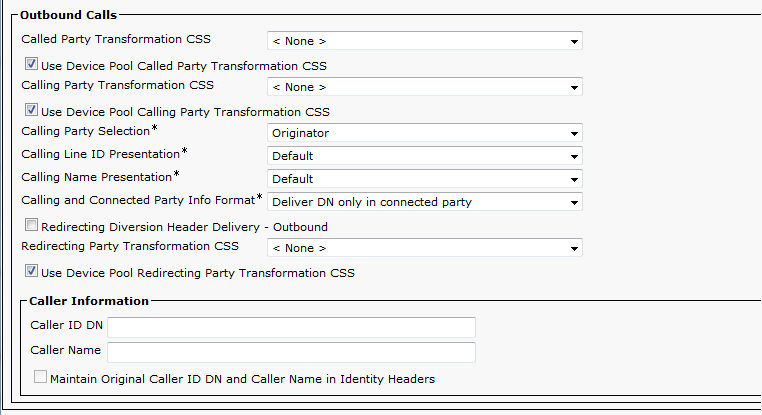 Outbound Calls
Called Party Transformation CSS < None >
Use Device Pool Called Party Transformation CSS
Calling Party Transformation CSS < None >
Use Device Pool Calling Party Transformation CSS
Calling Party Selection* Originator
Calling Line ID Presentation* Default
Calling Name Presentation* Default
Calling and Connected Party Info Format* Deliver DN only in connected party
Redirecting Diversion Header Delivery - Outbound
Redirecting Party Transformation CSS < None >
Use Device Pool Redirecting Party Transformation CSS
Caller Information
Caller ID DN
Caller Name
Maintain Original Caller ID DN and Caller Name in Identity Headers